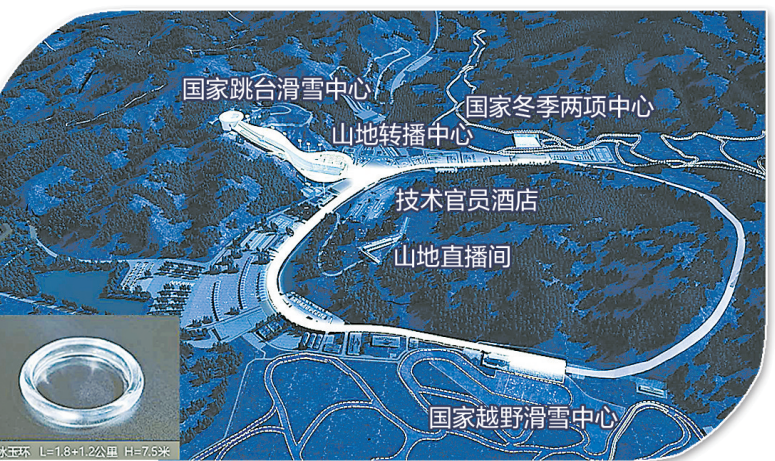 国家跳台滑雪中心
国家冬季两项中心
山地转播中心
技术官员酒店
山地直播间
国家越野滑雪中心
冰玉环 L=1.8+1.2公里 H=7.5米